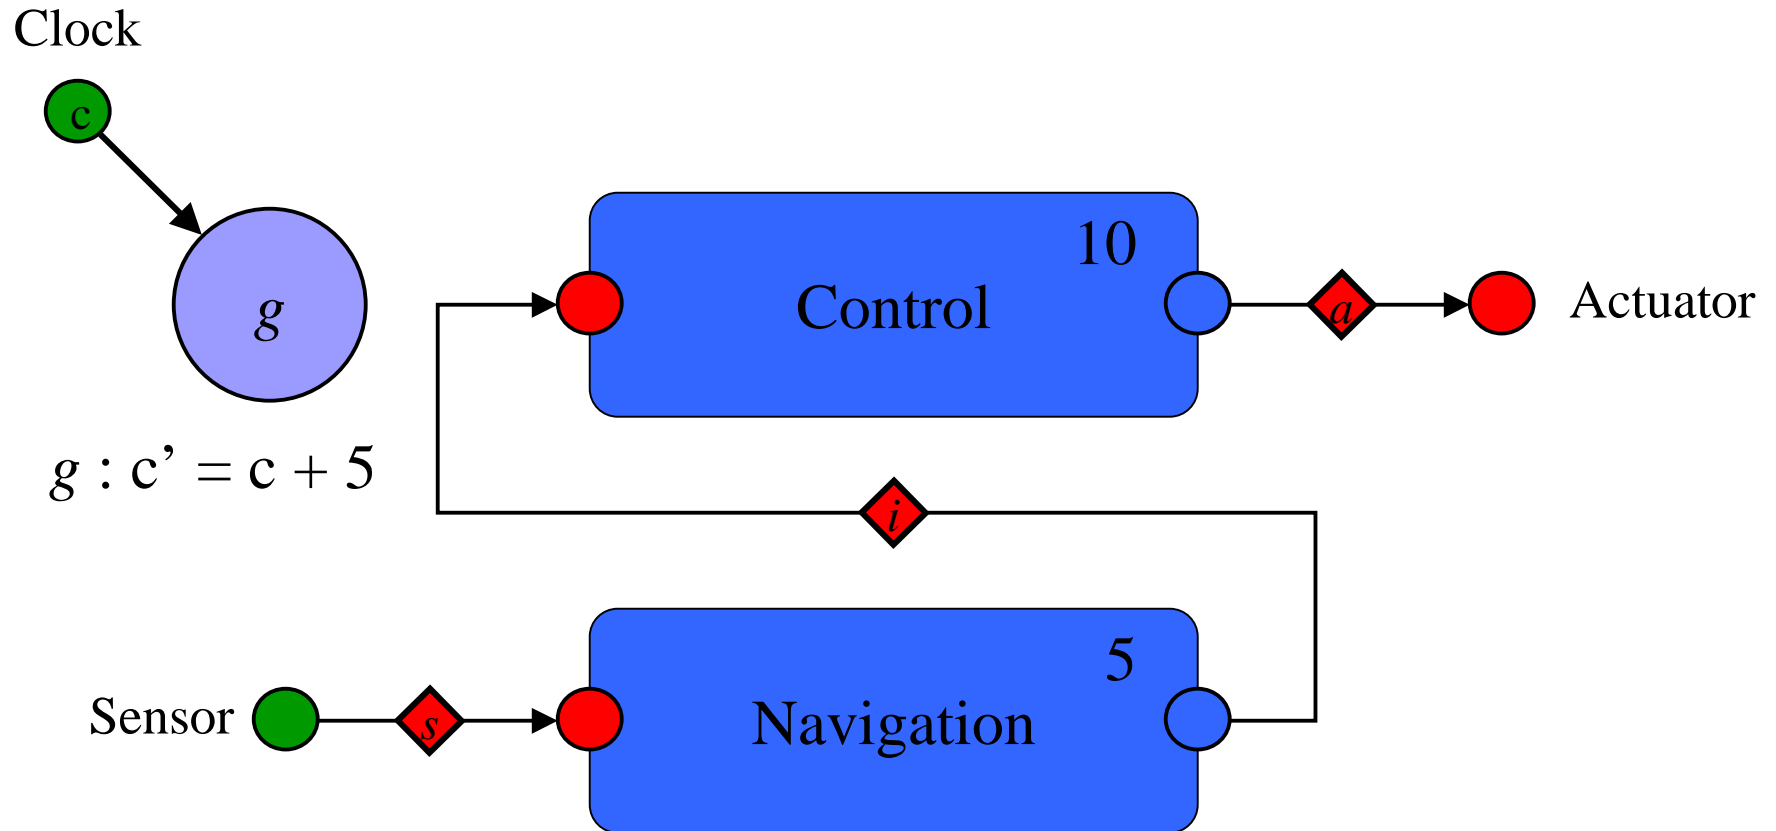 Clock
c
g
g : c’ = c + 5
10
Control
a
Actuator
i
5
Sensor
s
Navigation